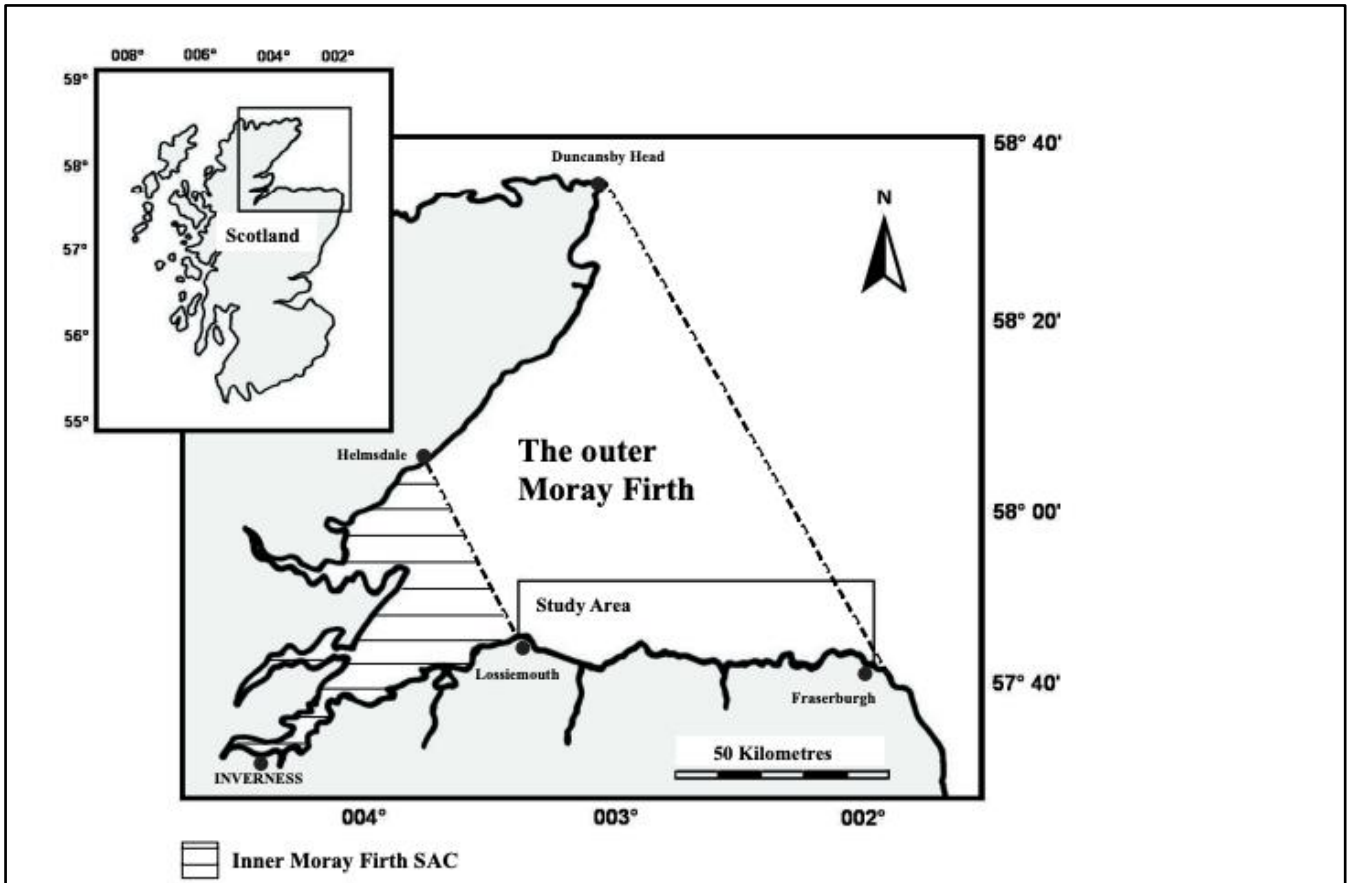 008° 006° 004° 002°
59°
58°
57°
56°
55°
Scotland
58° 40'
58° 20'
58° 00'
57° 40'
Duncansby Head
N
Helmsdale
The outer
Moray Firth
Study Area
Lossiemouth
Fraserburgh
50 Kilometres
INVERNESS
004° 003° 002°
Inner Moray Firth SAC